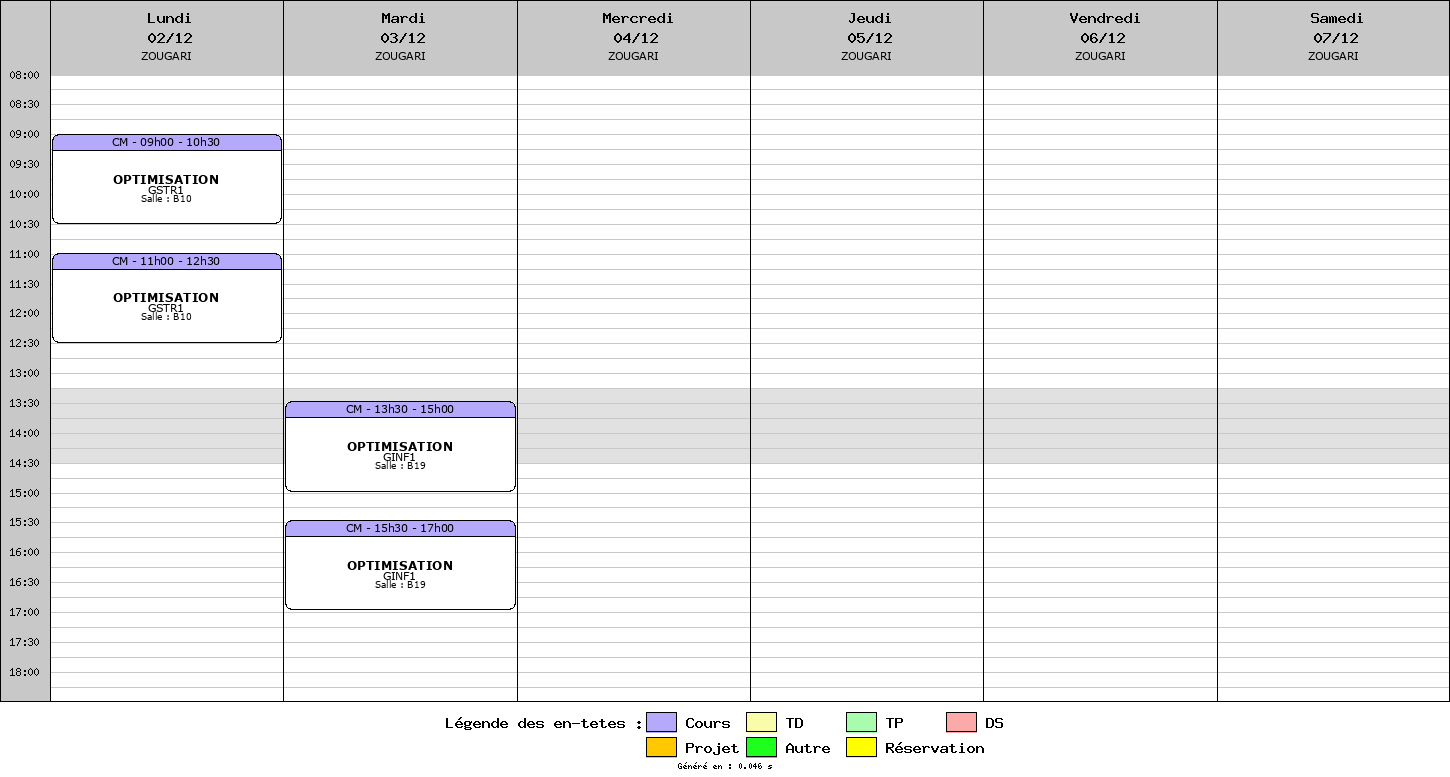 Lundi
02/12
ZOUGARI
Mardi
03/12
ZOUGARI
Mercredi
04/12
ZOUGARI
Jeudi
05/12
ZOUGARI
Vendredi
06/12
ZOUGARI
Samedi
07/12
ZOUGARI
08:00
08:30
09:00
09:30
10:00
10:30
11:00
11:30
12:00
12:30
13:00
13:30
14:00
14:30
15:00
15:30
16:00
16:30
17:00
17:30
18:00
CM - 09h00 - 10h30
OPTIMISATION
GSTR1
Salle : B10
CM - 11h00 - 12h30
OPTIMISATION
GSTR1
Salle : B10
CM - 13h30 - 15h00
OPTIMISATION
GINF1
Salle : B19
CM - 15h30 - 17h00
OPTIMISATION
GINF1
Salle : B19
Légende des en-tetes : Cours TD TP DS
Projet Autre Réservation
Généré en : 0.046 s